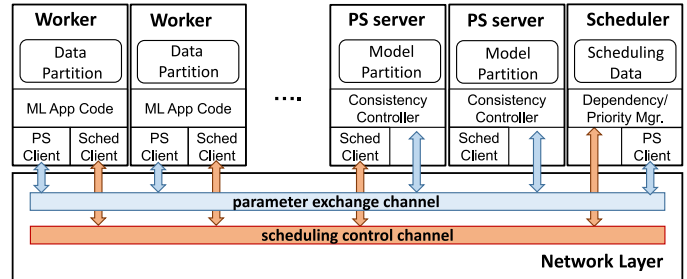 Worker
Data
Partition
ML App Code
PS
Client
Sched
Client
Worker
Data
Partition
ML App Code
PS
Client
Sched
Client
....
PS server
Model
Partition
Consistency
Controller
Sched
Client
PS server
Model
Partition
Consistency
Controller
Sched
Client
Scheduler
Scheduling
Data
Dependency/
Priority Mgr.
PS
Client
parameter exchange channel
scheduling control channel
Network Layer